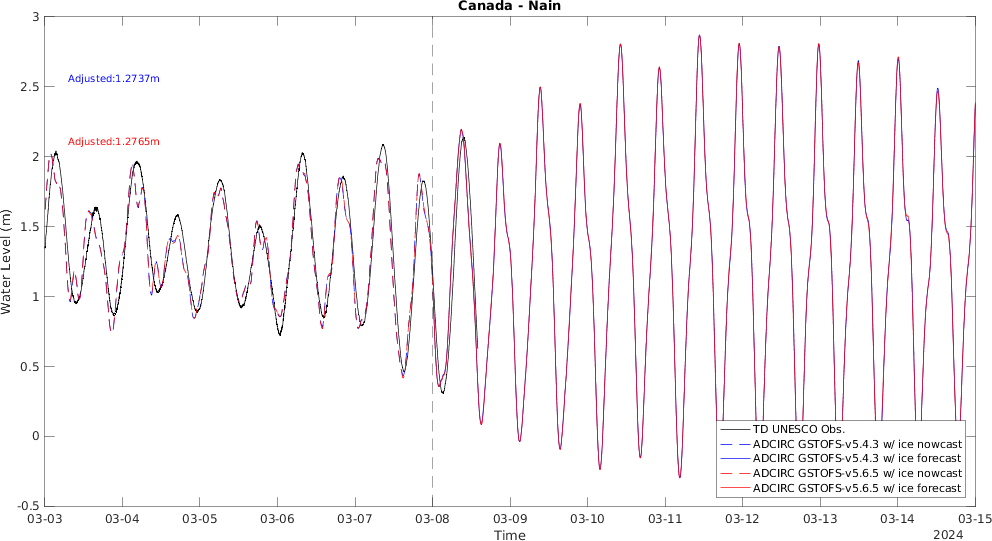 Canada - Nain
3
2.5
2
1.5
1
0.5
0
-0.5
Water Level (m)
Adjusted:1.2737m
Adjusted:1.2765m
TD UNESCO Obs.
ADCIRC GSTOFS-v5.4.3 w/ ice nowcast
ADCIRC GSTOFS-v5.4.3 w/ ice forecast
ADCIRC GSTOFS-v5.6.5 w/ ice nowcast
ADCIRC GSTOFS-v5.6.5 w/ ice forecast
03-03 03-04 03-05 03-06 03-07 03-08 03-09 03-10 03-11 03-12 03-13 03-14 03-15
Time
2024